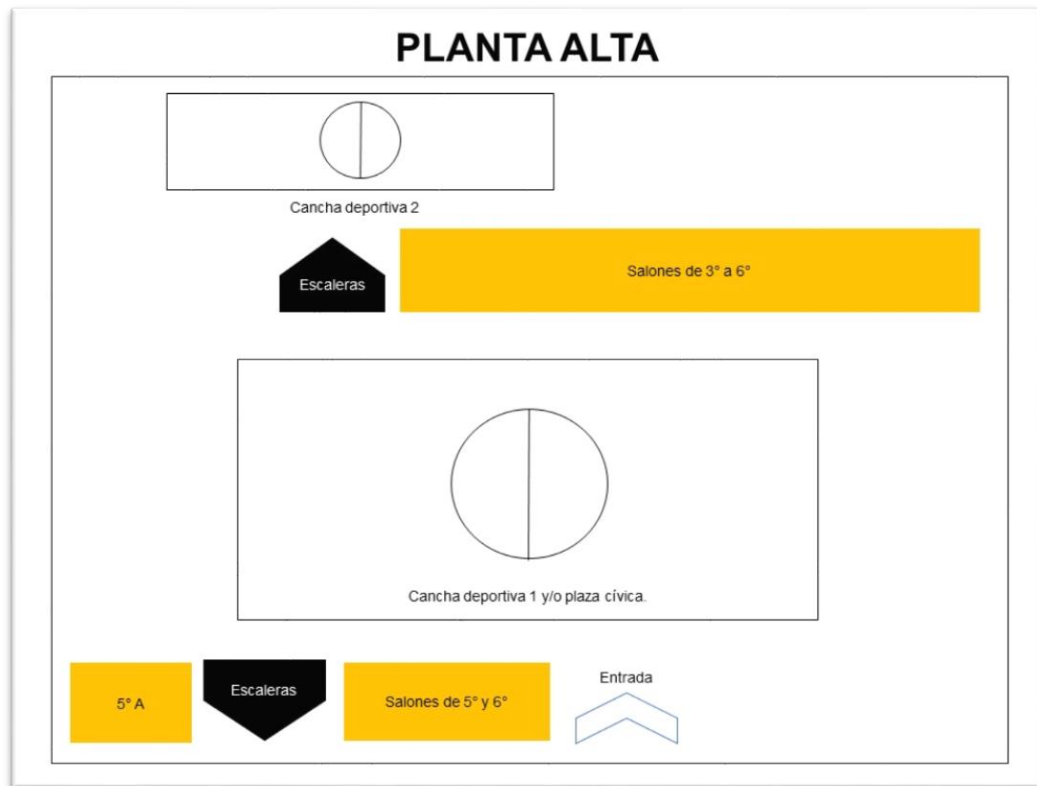 PLANTA ALTA
Cancha deportiva 2
Escaleras
Salones de 3° a 6°
Cancha deportiva 1 y/o plaza cívica.
5° A
Escaleras
Salones de 5° y 6°
Entrada